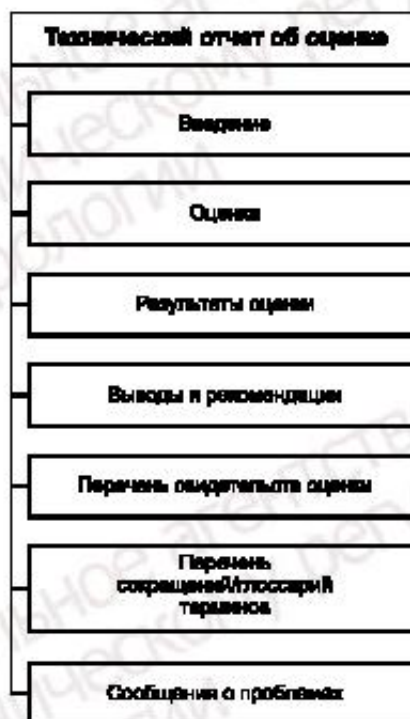 Технический отчет об оценке
Введение
Оценка
Результаты оценки
Выводы и рекомендации
Перечень свидетельств оценки
Перечень
сокращений/глоссарий
терминов
Сообщения о проблемах